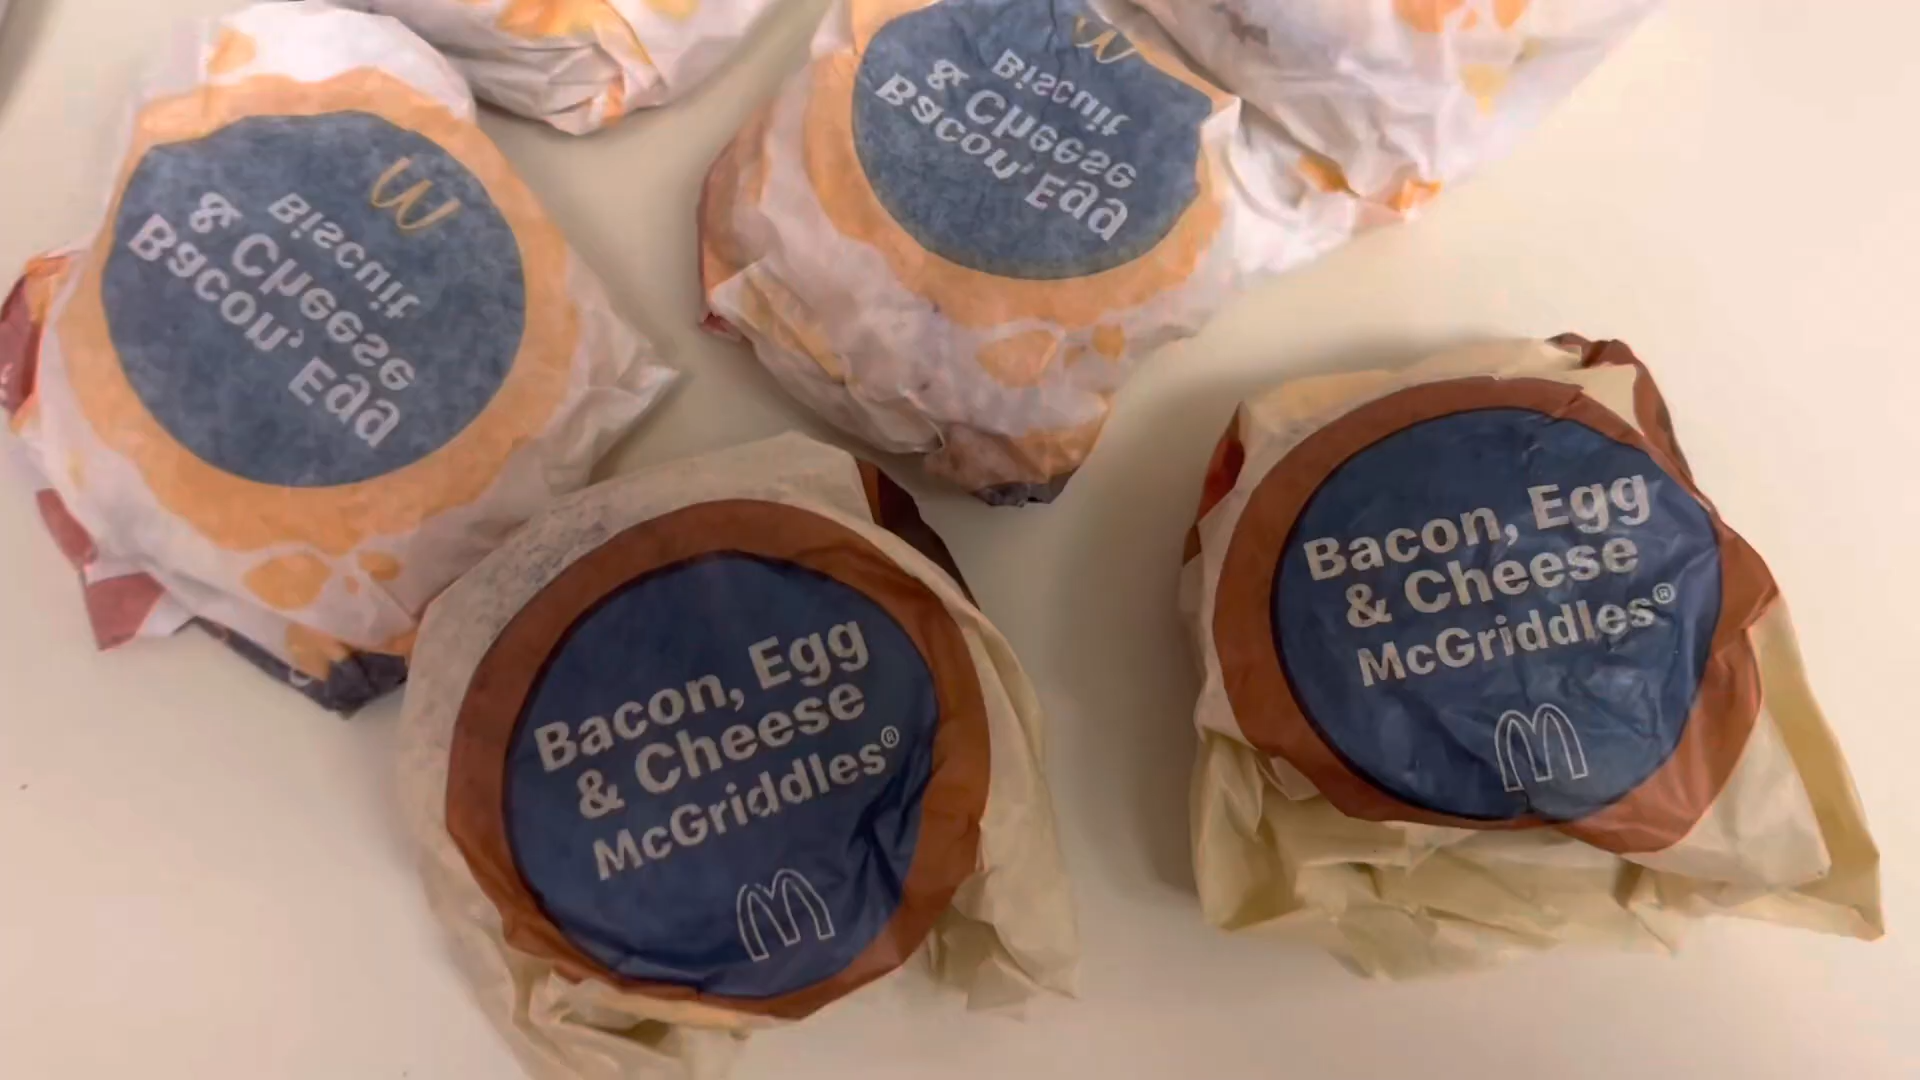 Bacon, Egg
& Cheese
Biscuit
Bacon, Egg
& Cheese
Biscuit
Bacon, Egg
& Cheese
McGriddles®
Bacon, Egg
& Cheese
McGriddles®